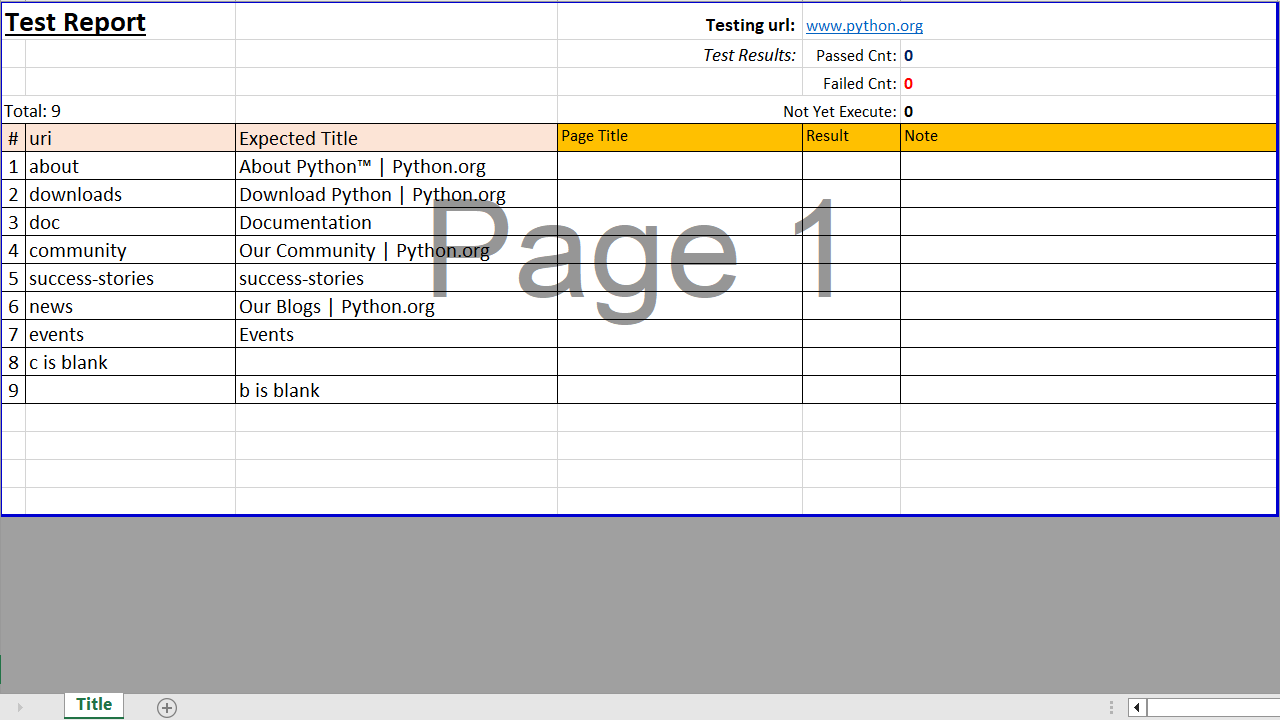 Test Report Testing url: www.python.org
Test Results: Passed Cnt: 0
Failed Cnt: 0
Total: 9 Not Yet Execute: 0
# uri Expected Title Page Title Result Note
1 about About Python™ | Python.org
2 downloads Download Python | Python.org
3 doc Documentation
4 community Our Community | Python.org
5 success-stories success-stories
6 news Our Blogs | Python.org
7 events Events
8 c is blank
9 b is blank
Page 1
Title